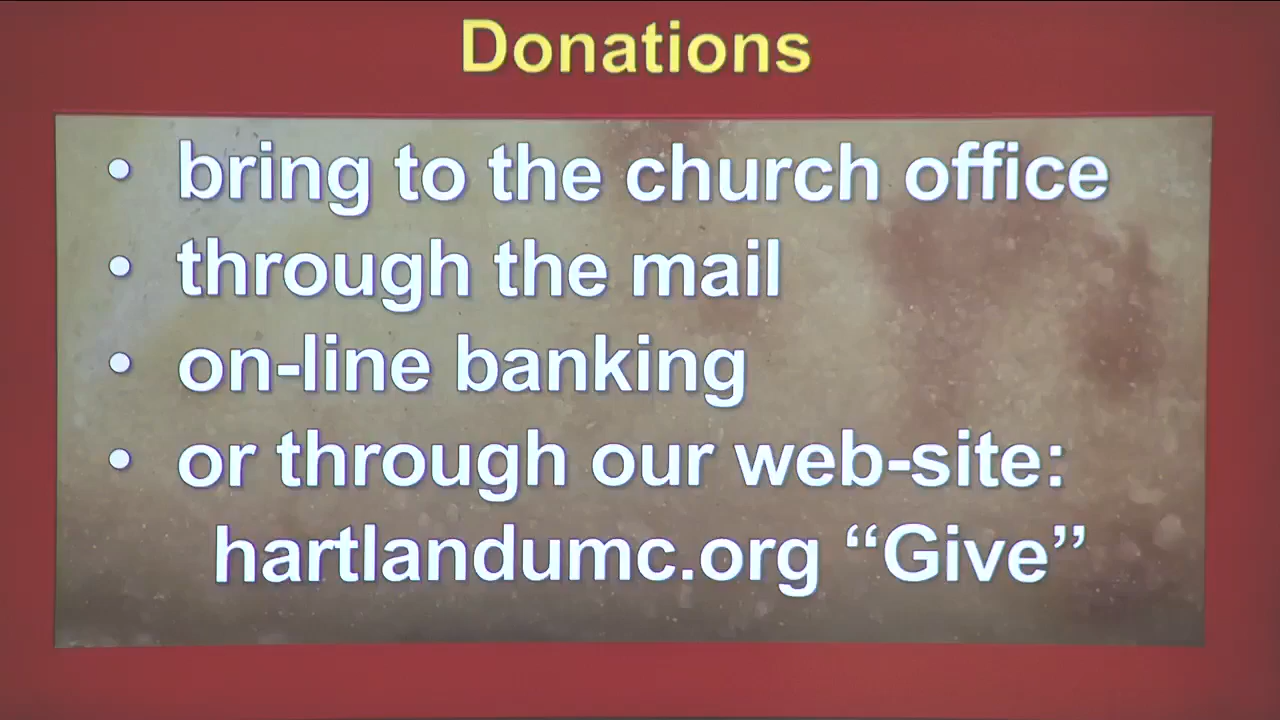 Donations
• bring to the church office
• through the mail
• on-line banking
• or through our web-site:
hartlandumc.org “Give”